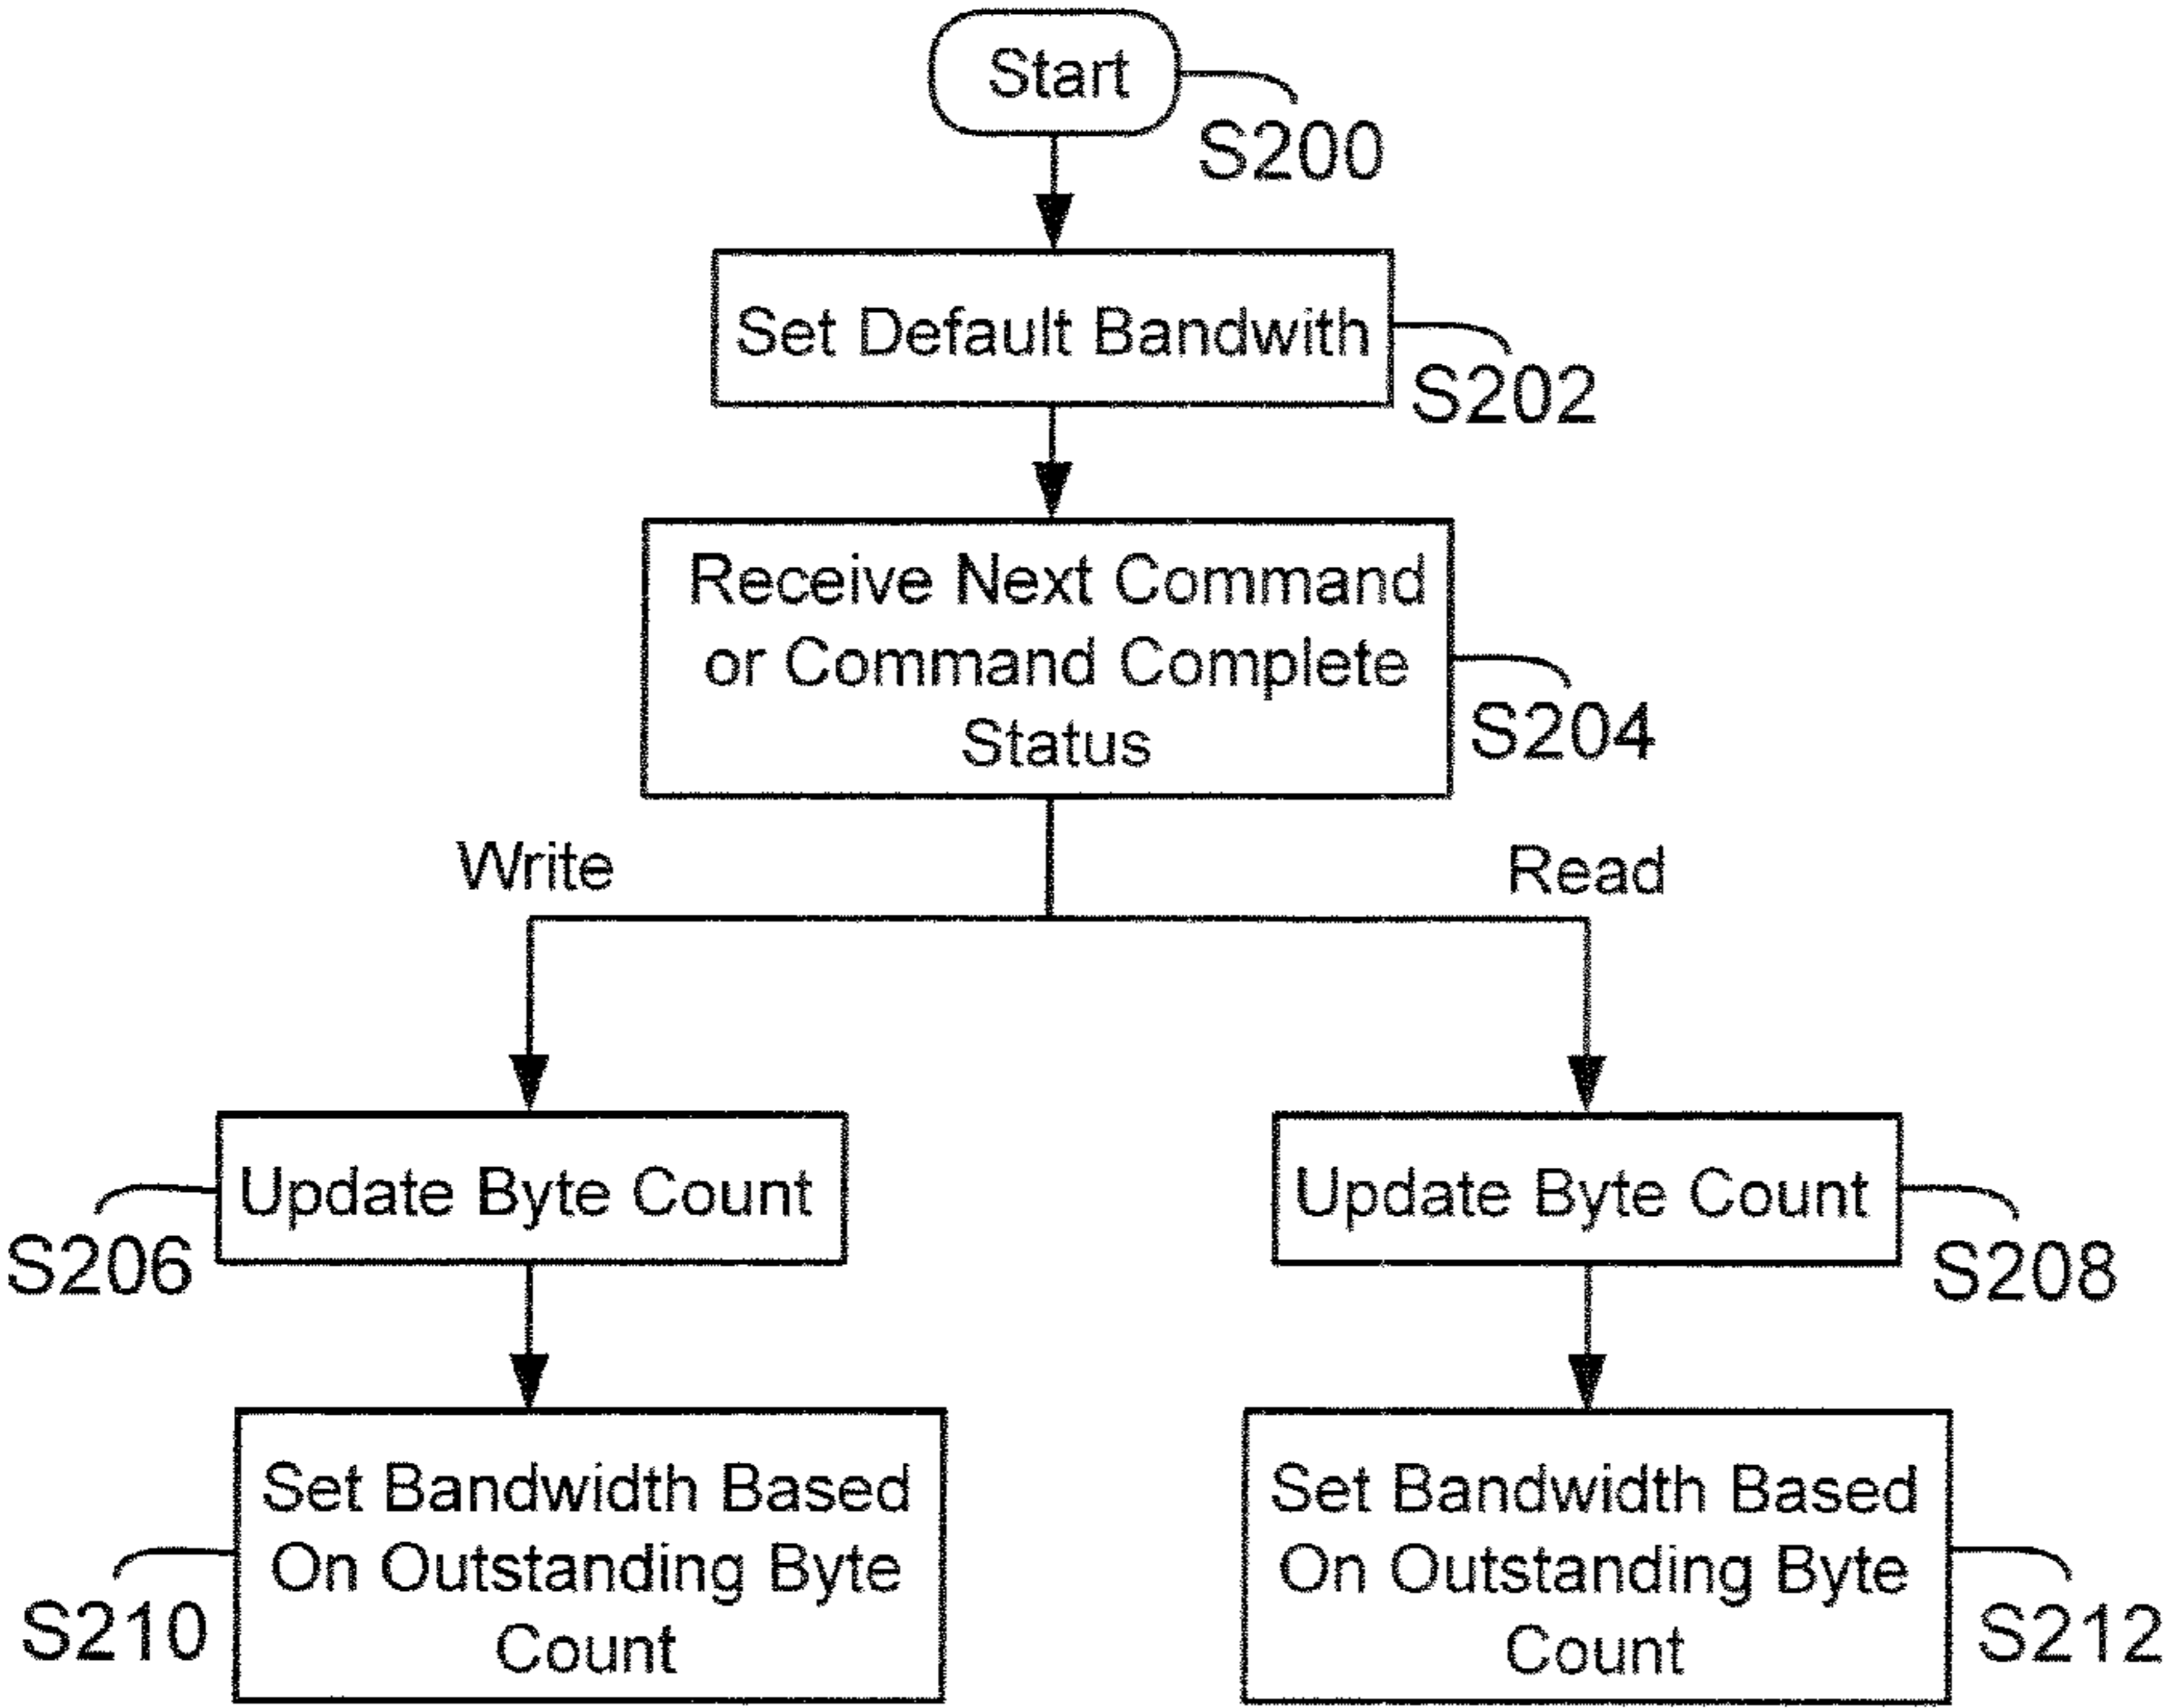 Start
S200
Set Default Bandwith
S202
Receive Next Command
or Command Complete
Status
S204
Write
Read
Update Byte Count
S206
Update Byte Count
S208
Set Bandwidth Based
On Outstanding Byte
Count
S210
Set Bandwidth Based
On Outstanding Byte
Count
S212